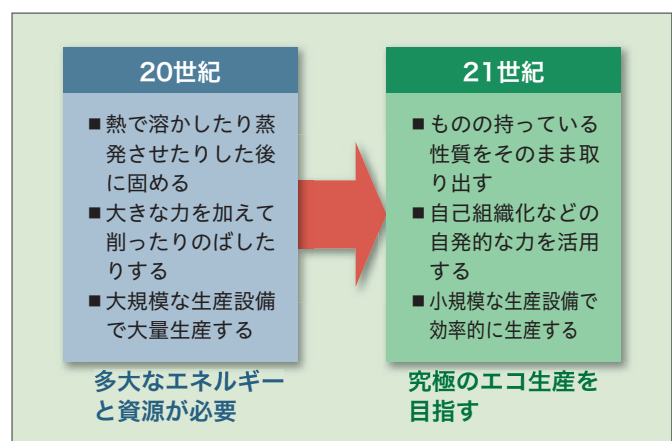 20世紀
■熱で溶かしたり蒸
発させたりした後
に固める
■大きな力を加えて
削ったりのばした
りする
■大規模な生産設備
で大量生産する
多大なエネルギー
と資源が必要
21世紀
■ものの持っている
性質をそのまま取
り出す
■自己組織化などの
自発的な力を活用
する
■小規模な生産設備で
効率的に生産する
究極のエコ生産を
目指す